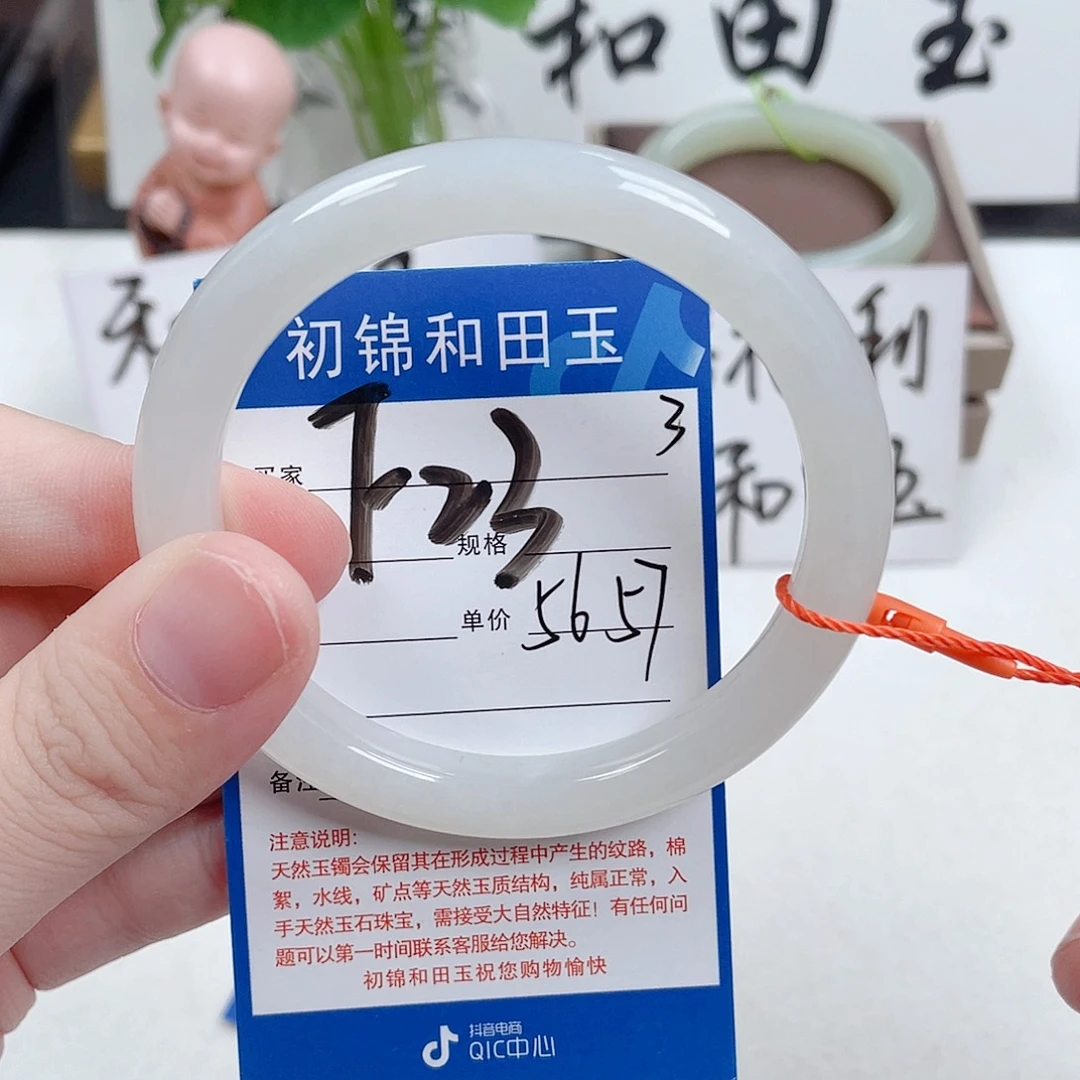 和田玉
初锦和田玉
天
利
和
3
买家
规格
单价 5657
备注
注意说明:
天然玉镯会保留其在形成过程中产生的纹路，棉
絮，水线，矿点等天然玉质结构，纯属正常，入
手天然玉石珠宝，需接受大自然特征！有任何问
题可以第一时间联系客服给您解决。
初锦和田玉祝您购物愉快
抖音电商
QIC中心